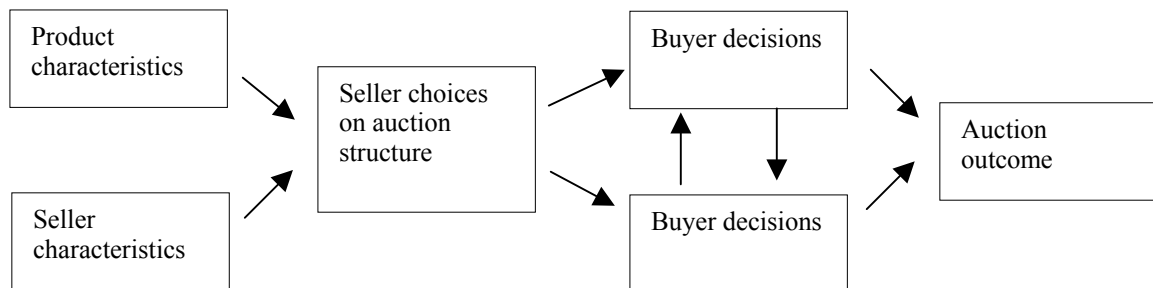 Product
characteristics
Seller
characteristics
Seller choices
on auction
structure
Buyer decisions
Buyer decisions
Auction
outcome